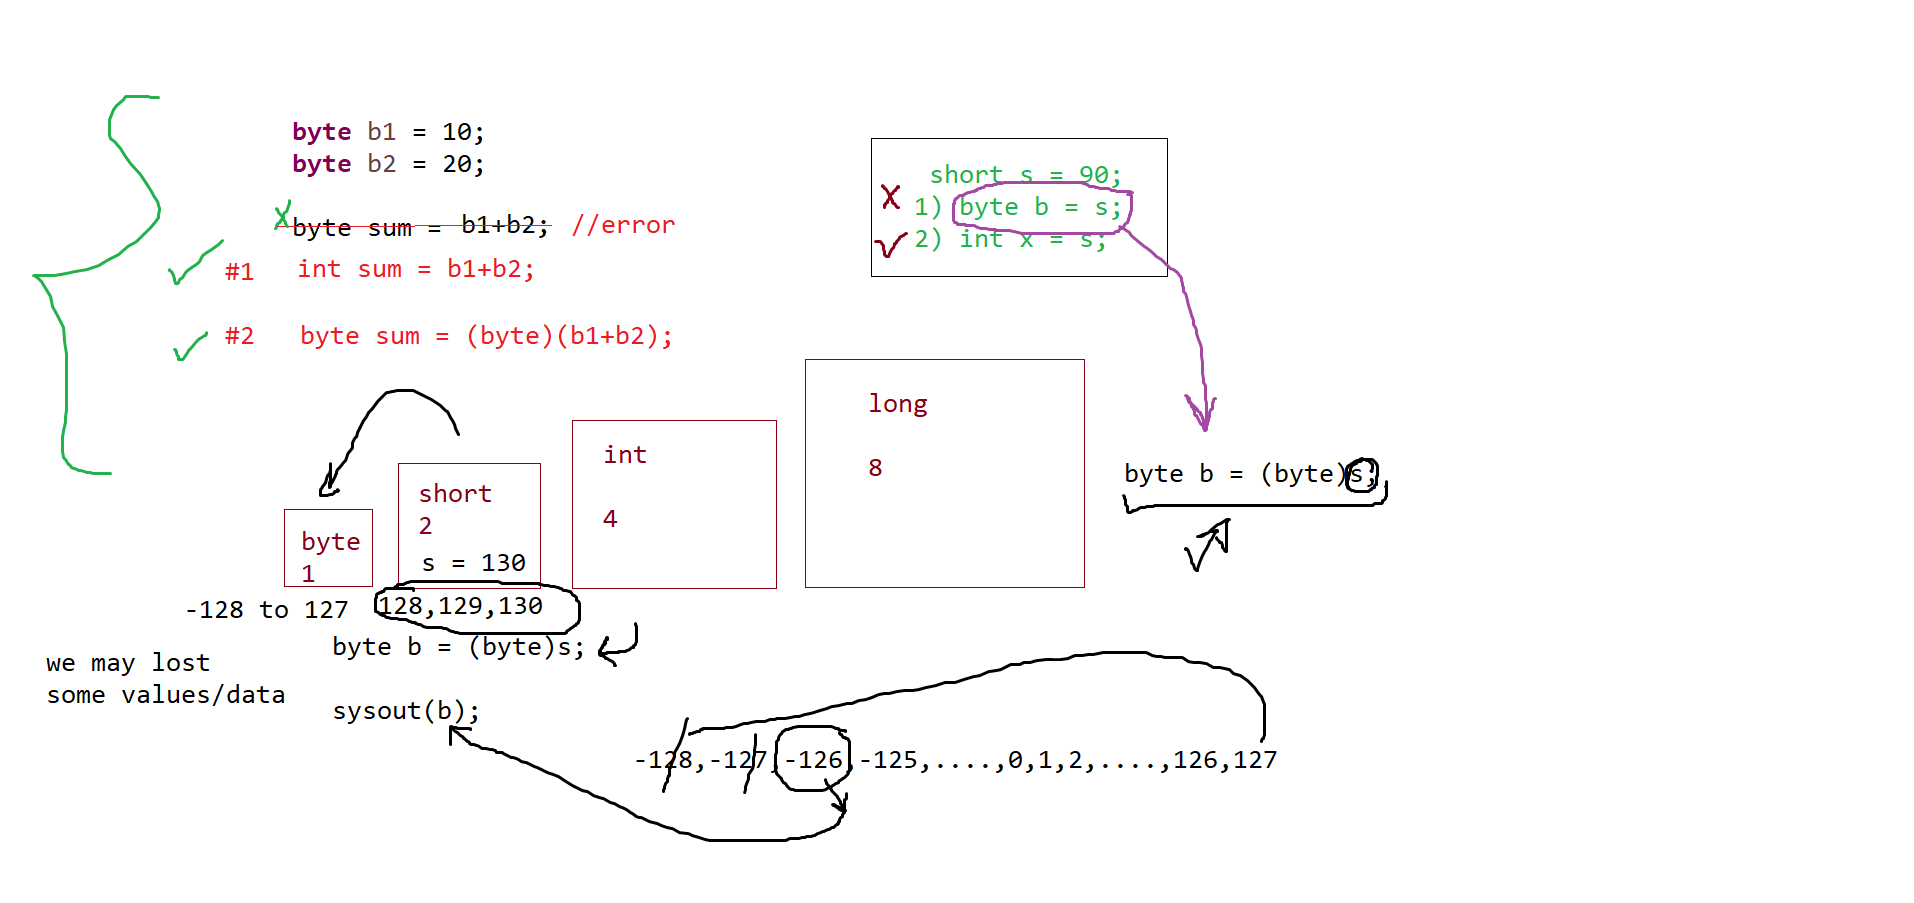 byte b1 = 10;
byte b2 = 20;
byte sum = b1+b2; //error
#1 int sum = b1+b2;
#2 byte sum = (byte)(b1+b2);
short s = 90;
1) byte b = s;
2) int x = s;
byte
1
short
2
s = 130
int
4
long
8
byte b = (byte)s;
-128 to 127
128,129,130
byte b = (byte)s;
we may lost
some values/data
sysout(b);
-128,-127,-126,-125,....,0,1,2,....,126,127